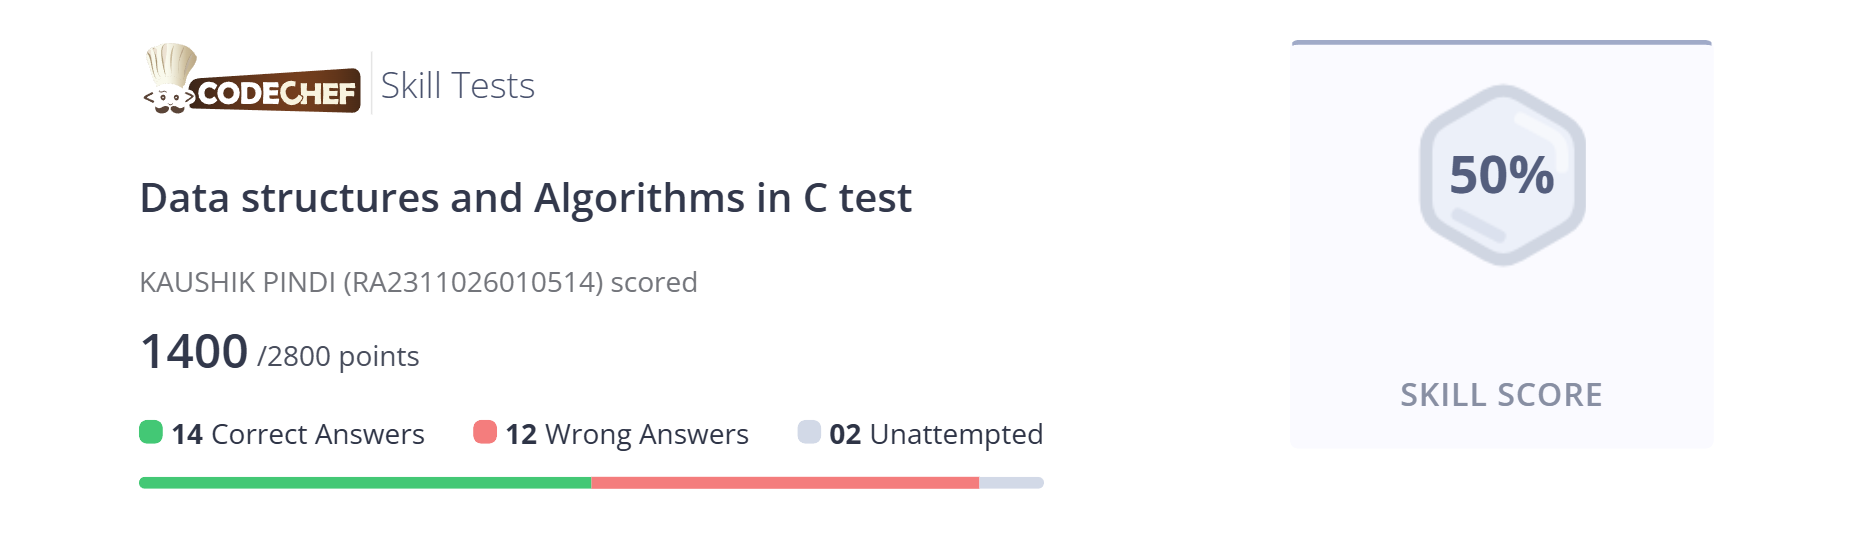 CODECHEF Skill Tests
Data structures and Algorithms in C test
KAUSHIK PINDI (RA2311026010514) scored
1400 /2800 points
14 Correct Answers 12 Wrong Answers 02 Unattempted
50%
SKILL SCORE